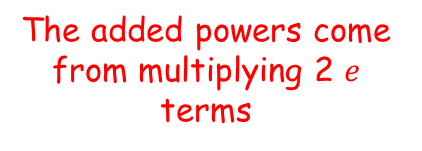 The added powers come
from multiplying 2 e
terms